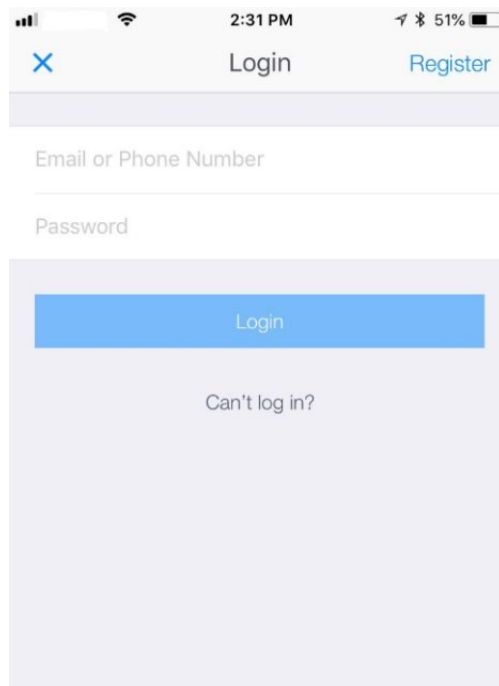 2:31 PM 51%
Login Register
Email or Phone Number
Password
Login
Can't log in?